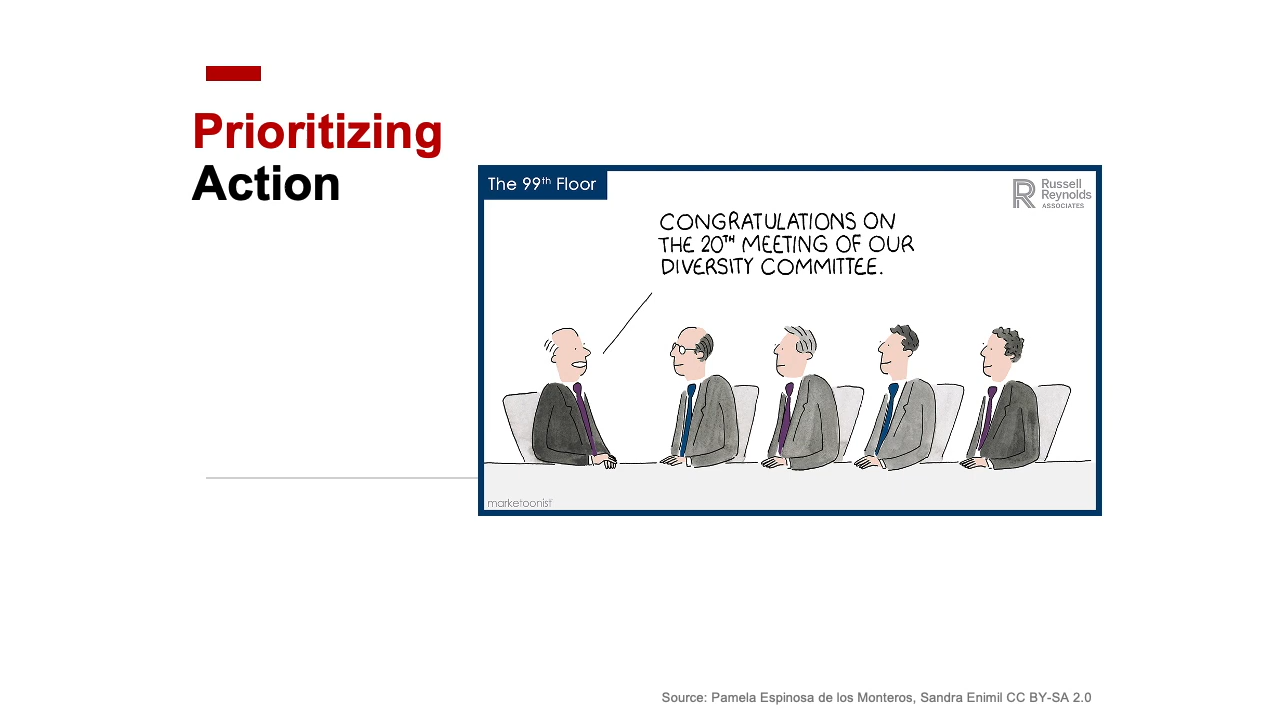 Prioritizing
Action
The 99th Floor
Russell
Reynolds
ASSOCIATES
CONGRATULATIONS ON
THE 20TH MEETING OF OUR
DIVERSITY COMMITTEE.
marketoonist
Source: Pamela Espinosa de los Monteros, Sandra Enimil CC BY-SA 2.0